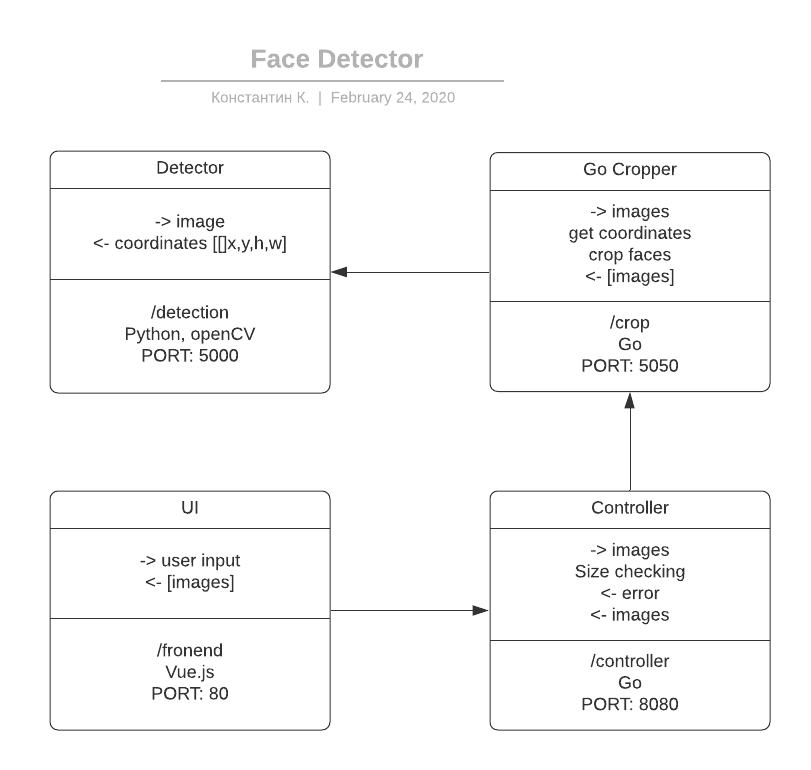 Face Detector
Константин К. | February 24, 2020
Detector
-> image
<- coordinates [[]x,y,h,w]
/detection
Python, openCV
PORT: 5000
Go Cropper
-> images
get coordinates
crop faces
<- [images]
/crop
Go
PORT: 5050
UI
-> user input
<- [images]
/fronend
Vue.js
PORT: 80
Controller
-> images
Size checking
<- error
<- images
/controller
Go
PORT: 8080